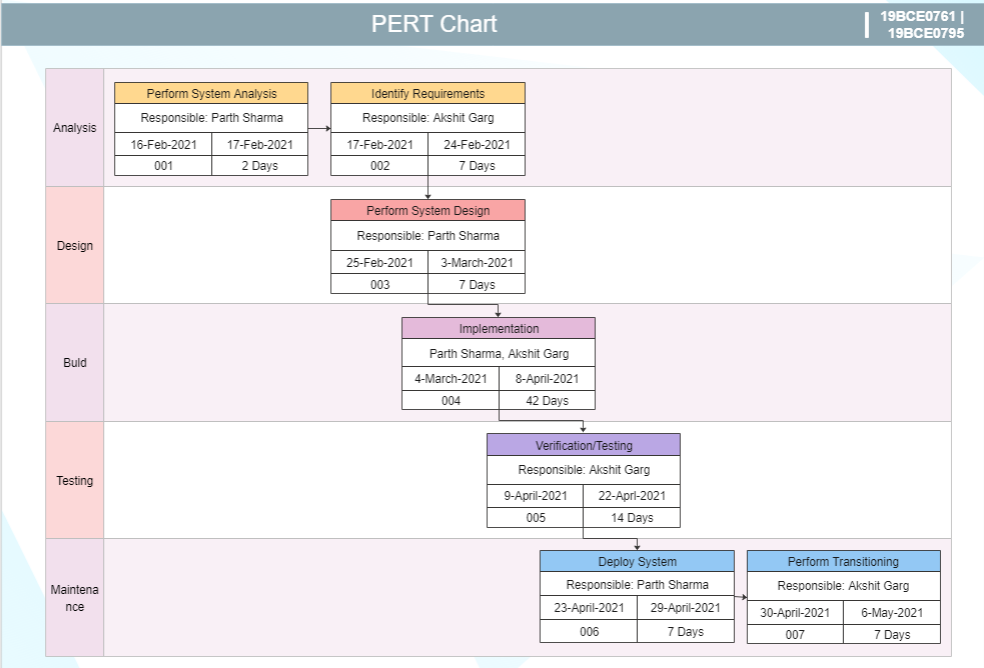 PERT Chart
19BCE0761 |
19BCE0795
Analysis
Perform System Analysis
Responsible: Parth Sharma
16-Feb-2021 17-Feb-2021
001 2 Days
Identify Requirements
Responsible: Akshit Garg
17-Feb-2021 24-Feb-2021
002 7 Days
Design
Perform System Design
Responsible: Parth Sharma
25-Feb-2021 3-March-2021
003 7 Days
Buld
Implementation
Parth Sharma, Akshit Garg
4-March-2021 8-April-2021
004 42 Days
Testing
Verification/Testing
Responsible: Akshit Garg
9-April-2021 22-Aprl-2021
005 14 Days
Maintena
nce
Deploy System
Responsible: Parth Sharma
23-April-2021 29-April-2021
006 7 Days
Perform Transitioning
Responsible: Akshit Garg
30-April-2021 6-May-2021
007 7 Days